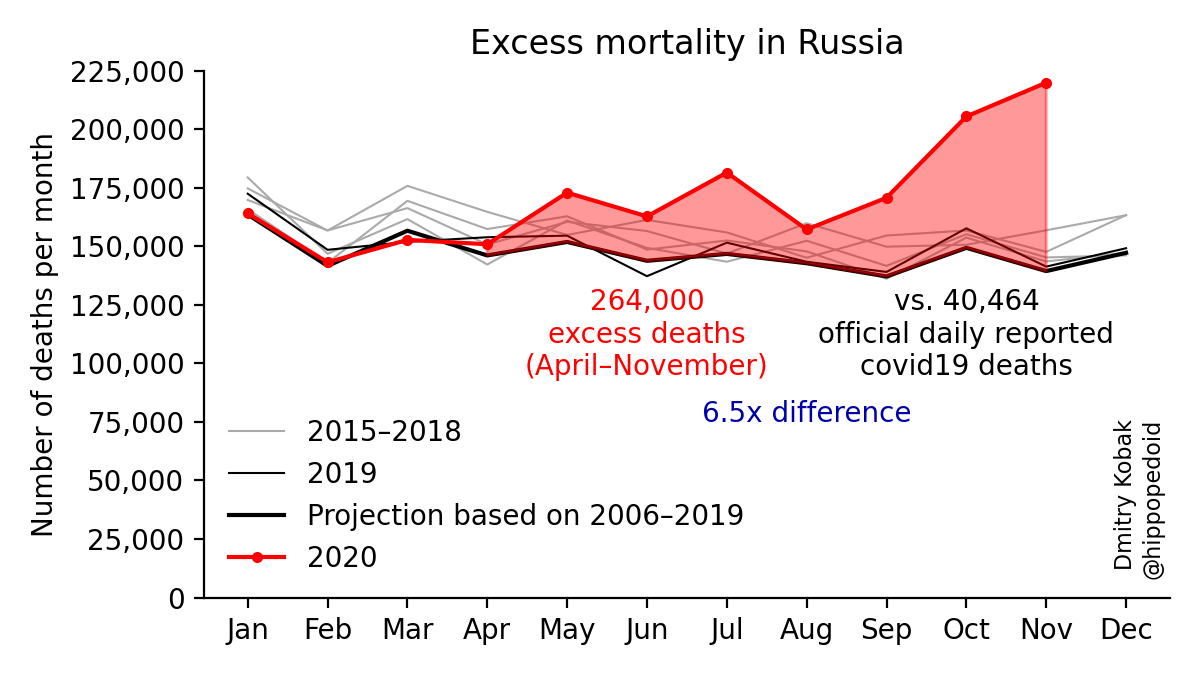 Excess mortality in Russia
Number of deaths per month
225,000
200,000
175,000
150,000
125,000
100,000
75,000
50,000
25,000
0
264,000
excess deaths
(April–November)
vs. 40,464
official daily reported
covid19 deaths
6.5x difference
2015–2018
2019
Projection based on 2006–2019
2020
Dmitry Kobak
@hippopedoid
Jan Feb Mar Apr May Jun Jul Aug Sep Oct Nov Dec